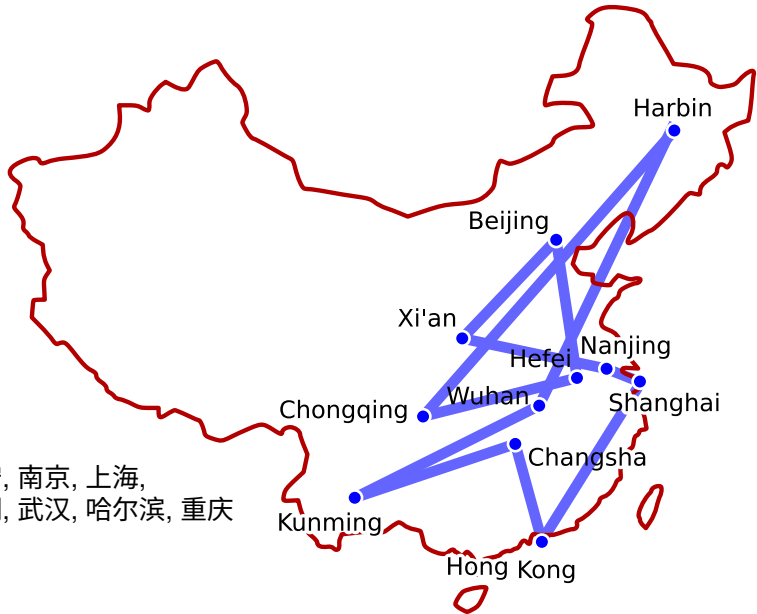 Harbin
Beijing
Xi'an
Nanjing
Hefei
Wuhan
Shanghai
Chongqing
Changsha
, 南京, 上海,
, 武汉, 哈尔滨, 重庆
Kunming
Hong Kong